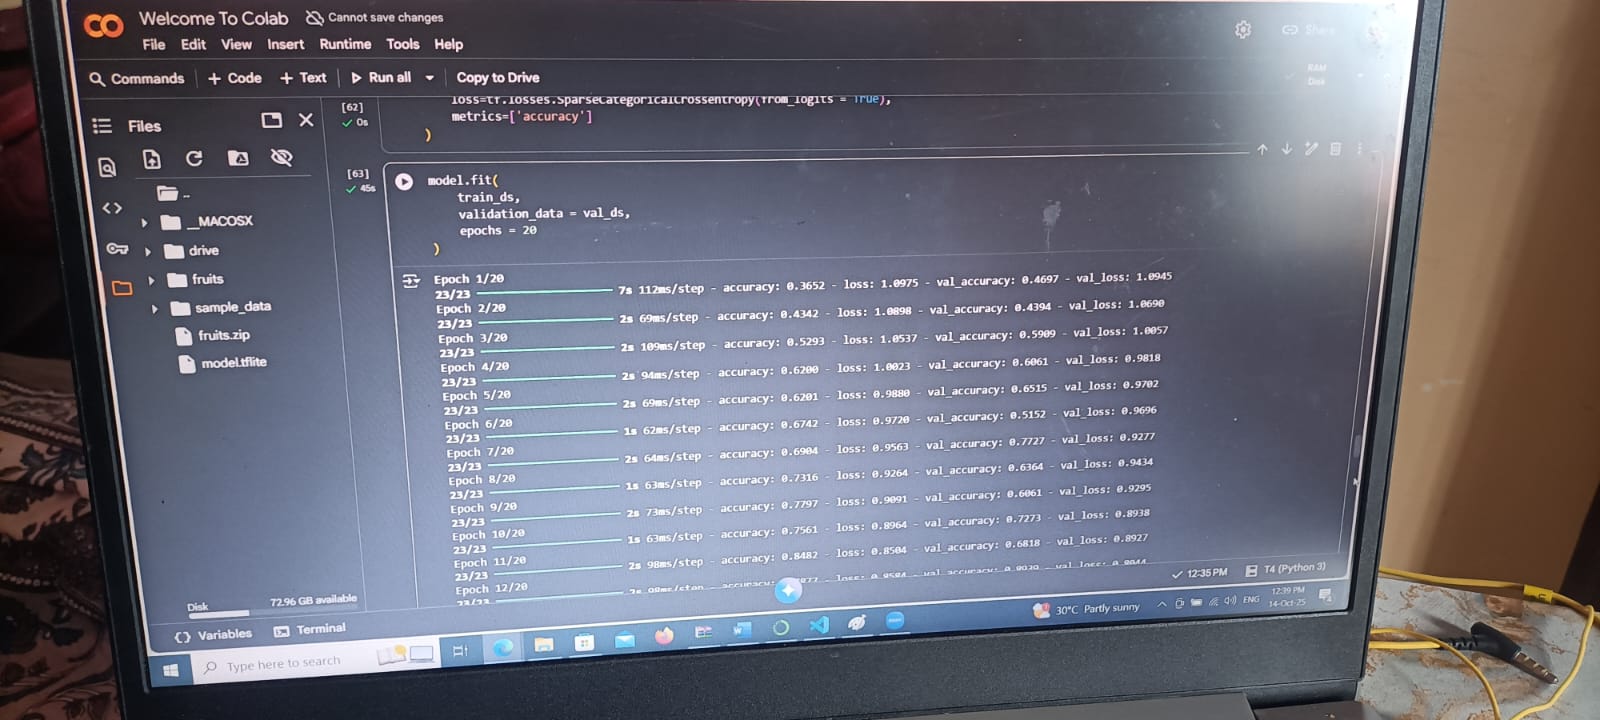 Welcome To Colab
Cannot save changes
Share
File Edit View Insert Runtime Tools Help
Commands + Code + Text Run all Copy to Drive
RAM
Disk
Files
..
__MACOSX
drive
fruits
sample_data
fruits.zip
model.tflite
Disk 72.96 GB available
Variables Terminal
[62]
0s
loss=tf.losses.SparseCategoricalCrossentropy(from_logits = True),
metrics=['accuracy']
)
[63]
45s
model.fit(
train_ds,
validation_data = val_ds,
epochs = 20
)
Epoch 1/20
23/23 7s 112ms/step - accuracy: 0.3652 - loss: 1.0975 - val_accuracy: 0.4697 - val_loss: 1.0945
Epoch 2/20
23/23 2s 69ms/step - accuracy: 0.4342 - loss: 1.0898 - val_accuracy: 0.4394 - val_loss: 1.0690
Epoch 3/20
23/23 2s 109ms/step - accuracy: 0.5293 - loss: 1.0537 - val_accuracy: 0.5909 - val_loss: 1.0057
Epoch 4/20
23/23 2s 94ms/step - accuracy: 0.6200 - loss: 1.0023 - val_accuracy: 0.6061 - val_loss: 0.9818
Epoch 5/20
23/23 2s 69ms/step - accuracy: 0.6201 - loss: 0.9880 - val_accuracy: 0.6515 - val_loss: 0.9702
Epoch 6/20
23/23 1s 62ms/step - accuracy: 0.6742 - loss: 0.9720 - val_accuracy: 0.5152 - val_loss: 0.9696
Epoch 7/20
23/23 2s 64ms/step - accuracy: 0.6904 - loss: 0.9563 - val_accuracy: 0.7727 - val_loss: 0.9277
Epoch 8/20
23/23 1s 63ms/step - accuracy: 0.7316 - loss: 0.9264 - val_accuracy: 0.6364 - val_loss: 0.9434
Epoch 9/20
23/23 2s 73ms/step - accuracy: 0.7797 - loss: 0.9091 - val_accuracy: 0.6061 - val_loss: 0.9295
Epoch 10/20
23/23 1s 63ms/step - accuracy: 0.7561 - loss: 0.8964 - val_accuracy: 0.7273 - val_loss: 0.8938
Epoch 11/20
23/23 2s 98ms/step - accuracy: 0.8482 - loss: 0.8504 - val_accuracy: 0.6818 - val_loss: 0.8927
Epoch 12/20
23/23
12:35 PM T4 (Python 3)
Type here to search
30°C Partly sunny
ENG
12:39 PM
14-Oct-25